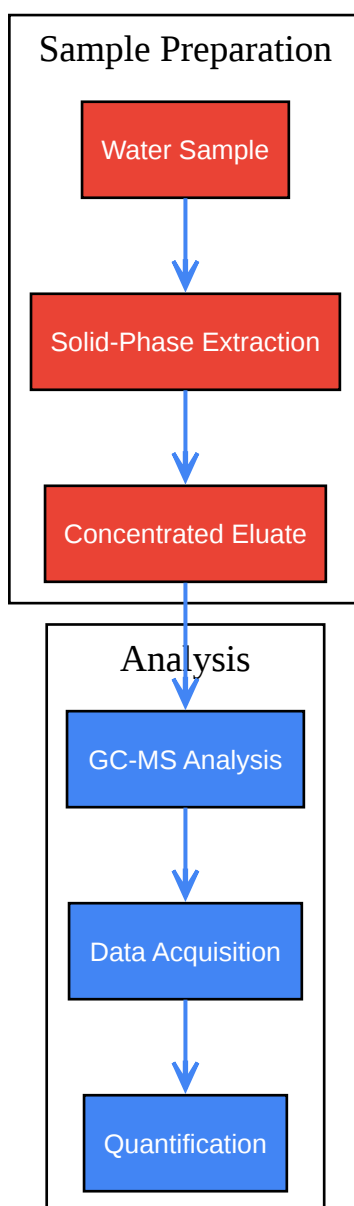 Sample Preparation
Water Sample
Solid-Phase Extraction
Concentrated Eluate
Analysis
GC-MS Analysis
Data Acquisition
Quantification